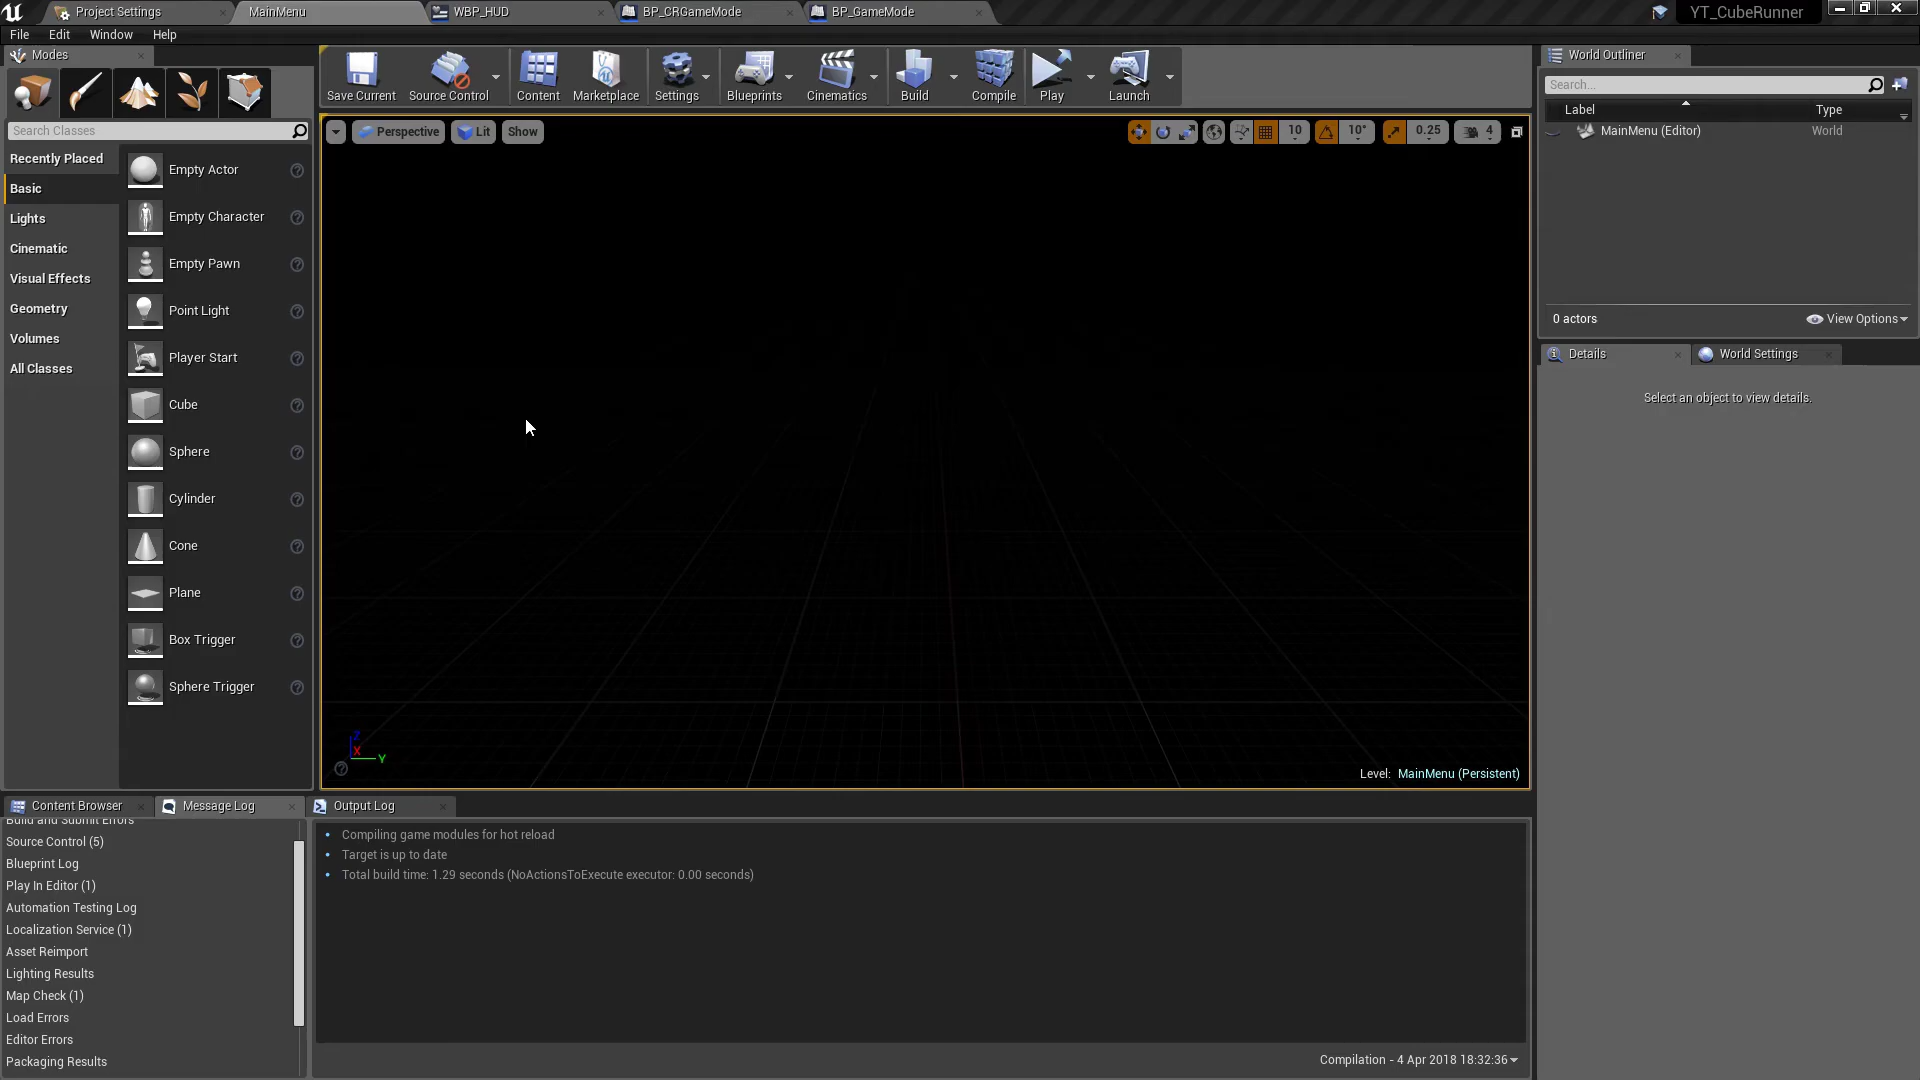 Project Settings
MainMenu
WBP_HUD
BP_CRGameMode
BP_GameMode
YT_CubeRunner
File Edit Window Help
Modes
Save Current
Source Control
Content
Marketplace
Settings
Blueprints
Cinematics
Build
Compile
Play
Launch
World Outliner
Search...
Label
Type
MainMenu (Editor)
World
0 actors
View Options
Details
World Settings
Select an object to view details.
Search Classes
Recently Placed
Basic
Lights
Cinematic
Visual Effects
Geometry
Volumes
All Classes
Empty Actor
Empty Character
Empty Pawn
Point Light
Player Start
Cube
Sphere
Cylinder
Cone
Plane
Box Trigger
Sphere Trigger
Perspective
Lit
Show
10
10°
0.25
4
Z
X
Y
Level: MainMenu (Persistent)
Content Browser
Message Log
Output Log
Build and Submit Errors
Source Control (5)
Blueprint Log
Play In Editor (1)
Automation Testing Log
Localization Service (1)
Asset Reimport
Lighting Results
Map Check (1)
Load Errors
Editor Errors
Packaging Results
Compiling game modules for hot reload
Target is up to date
Total build time: 1.29 seconds (NoActionsToExecute executor: 0.00 seconds)
Compilation - 4 Apr 2018 18:32:36